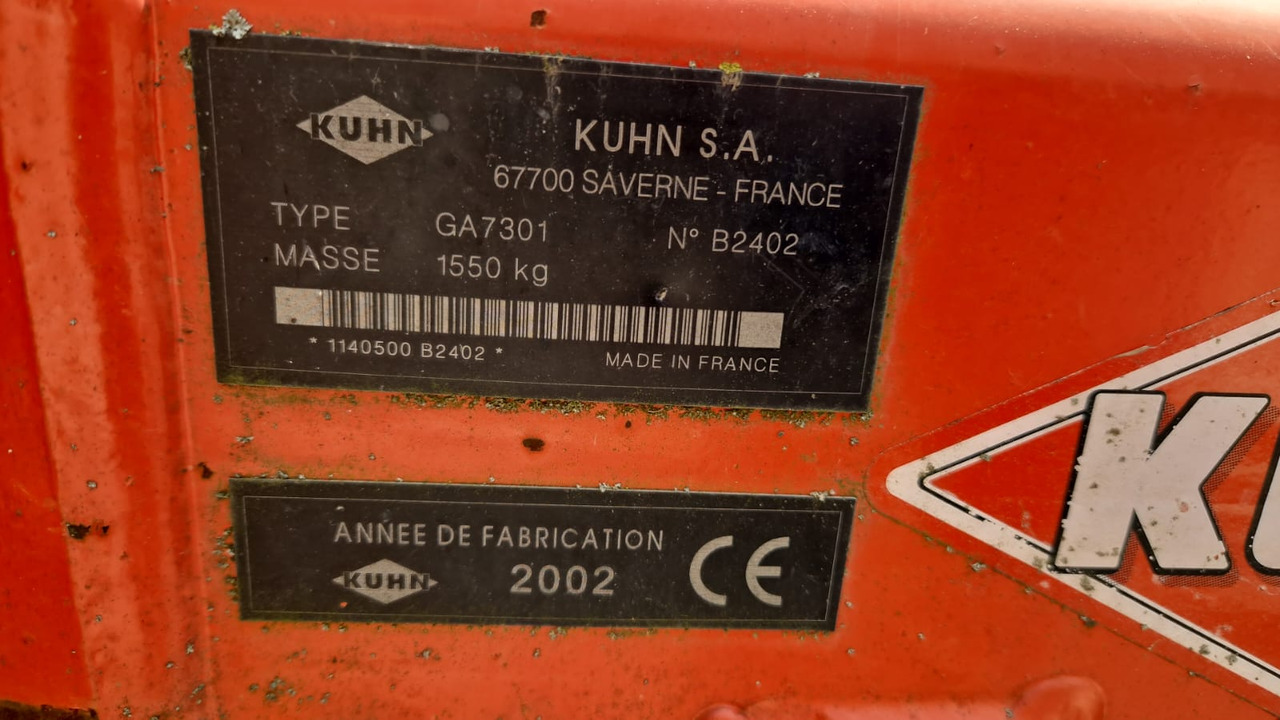 KUHN
KUHN S.A.
67700 SAVERNE - FRANCE
TYPE GA7301 N° B2402
MASSE 1550 kg
* 1140500 B2402 * MADE IN FRANCE
ANNEE DE FABRICATION
KUHN 2002 CE
KU